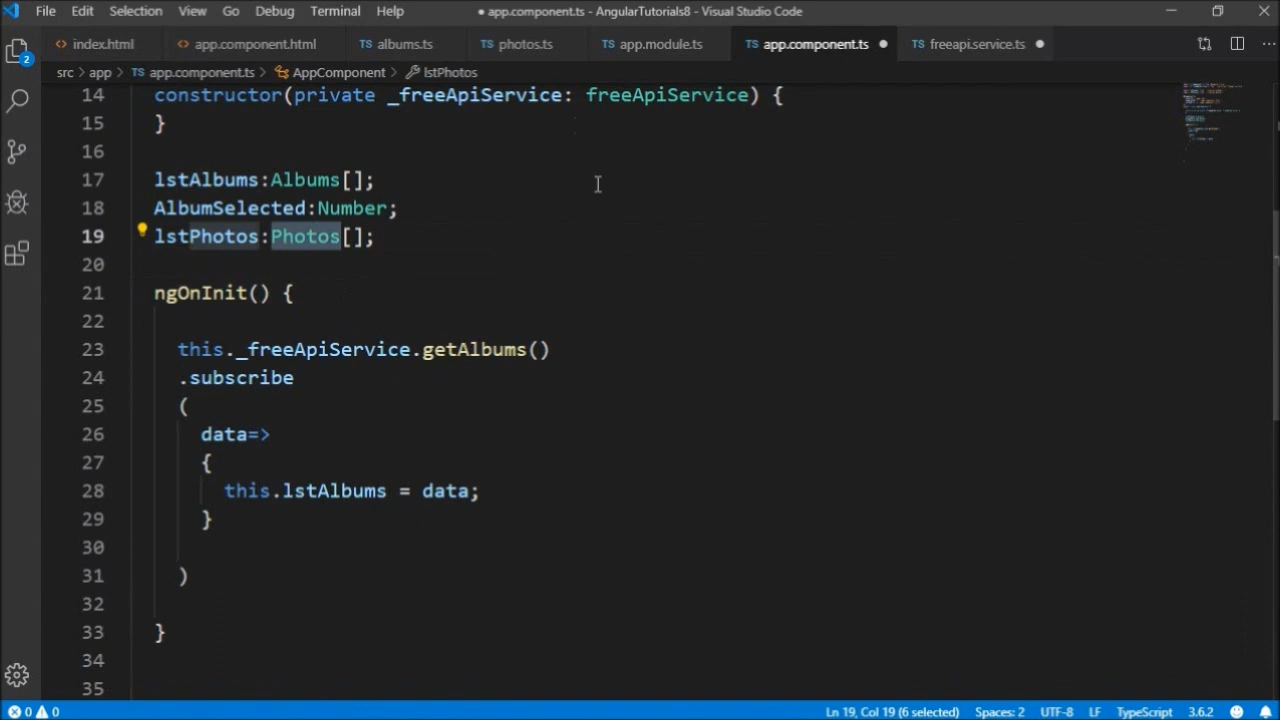 File Edit Selection View Go Debug Terminal Help ● app.component.ts - AngularTutorials8 - Visual Studio Code
2
<> index.html <> app.component.html TS albums.ts TS photos.ts TS app.module.ts TS app.component.ts ● TS freeapi.service.ts ●
src > app > TS app.component.ts > AppComponent > lstPhotos
14 constructor(private _freeApiService: freeApiService) {
15 }
16
17 lstAlbums:Albums[];
18 AlbumSelected:Number;
19 lstPhotos:Photos[];
20
21 ngOnInit() {
22
23 this._freeApiService.getAlbums()
24 .subscribe
25 (
26 data=>
27 {
28 this.lstAlbums = data;
29 }
30
31 )
32
33 }
34
35
0 0 Ln 19, Col 19 (6 selected) Spaces: 2 UTF-8 LF TypeScript 3.6.2